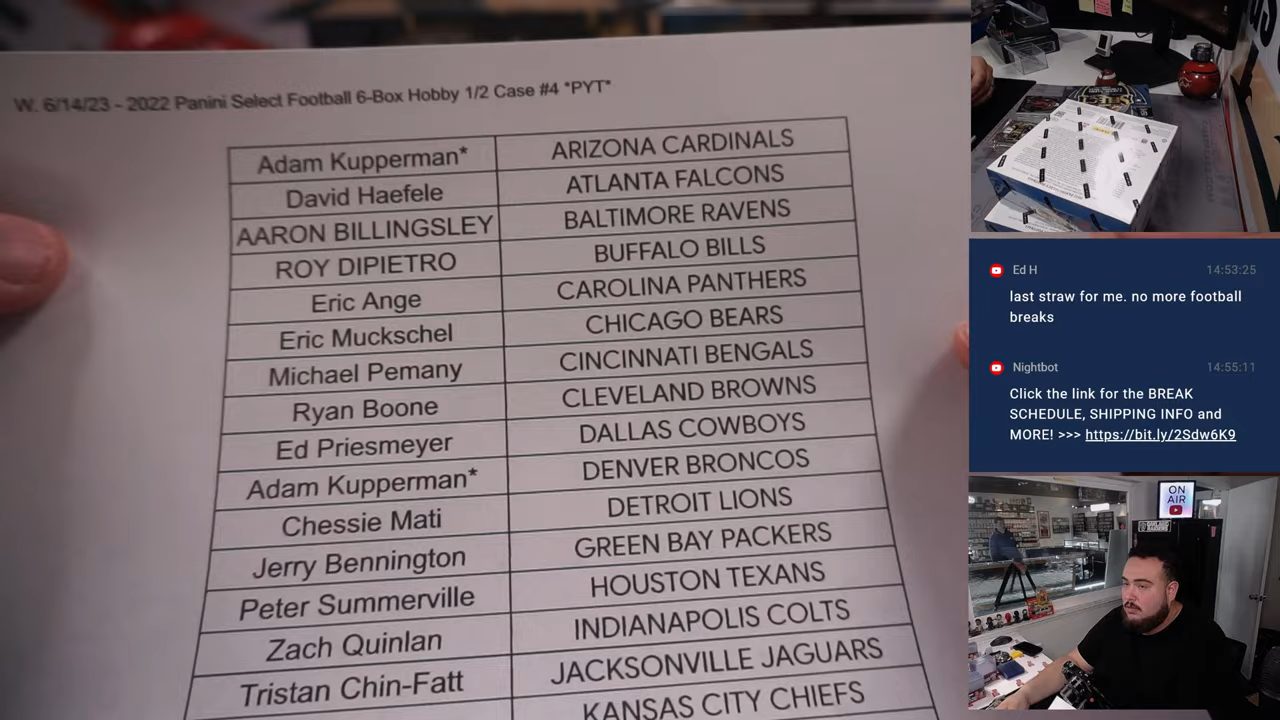 W. 6/14/23 - 2022 Panini Select Football 6-Box Hobby 1/2 Case #4 *PYT*
Adam Kupperman* ARIZONA CARDINALS
David Haefele ATLANTA FALCONS
AARON BILLINGSLEY BALTIMORE RAVENS
ROY DIPIETRO BUFFALO BILLS
Eric Ange CAROLINA PANTHERS
Eric Muckschel CHICAGO BEARS
Michael Pemany CINCINNATI BENGALS
Ryan Boone CLEVELAND BROWNS
Ed Priesmeyer DALLAS COWBOYS
Adam Kupperman* DENVER BRONCOS
Chessie Mati DETROIT LIONS
Jerry Bennington GREEN BAY PACKERS
Peter Summerville HOUSTON TEXANS
Zach Quinlan INDIANAPOLIS COLTS
Tristan Chin-Fatt JACKSONVILLE JAGUARS
KANSAS CITY CHIEFS
Ed H 14:53:25
last straw for me. no more football
breaks
Nightbot 14:55:11
Click the link for the BREAK
SCHEDULE, SHIPPING INFO and
MORE! >>> https://bit.ly/2Sdw6K9
ON
AIR